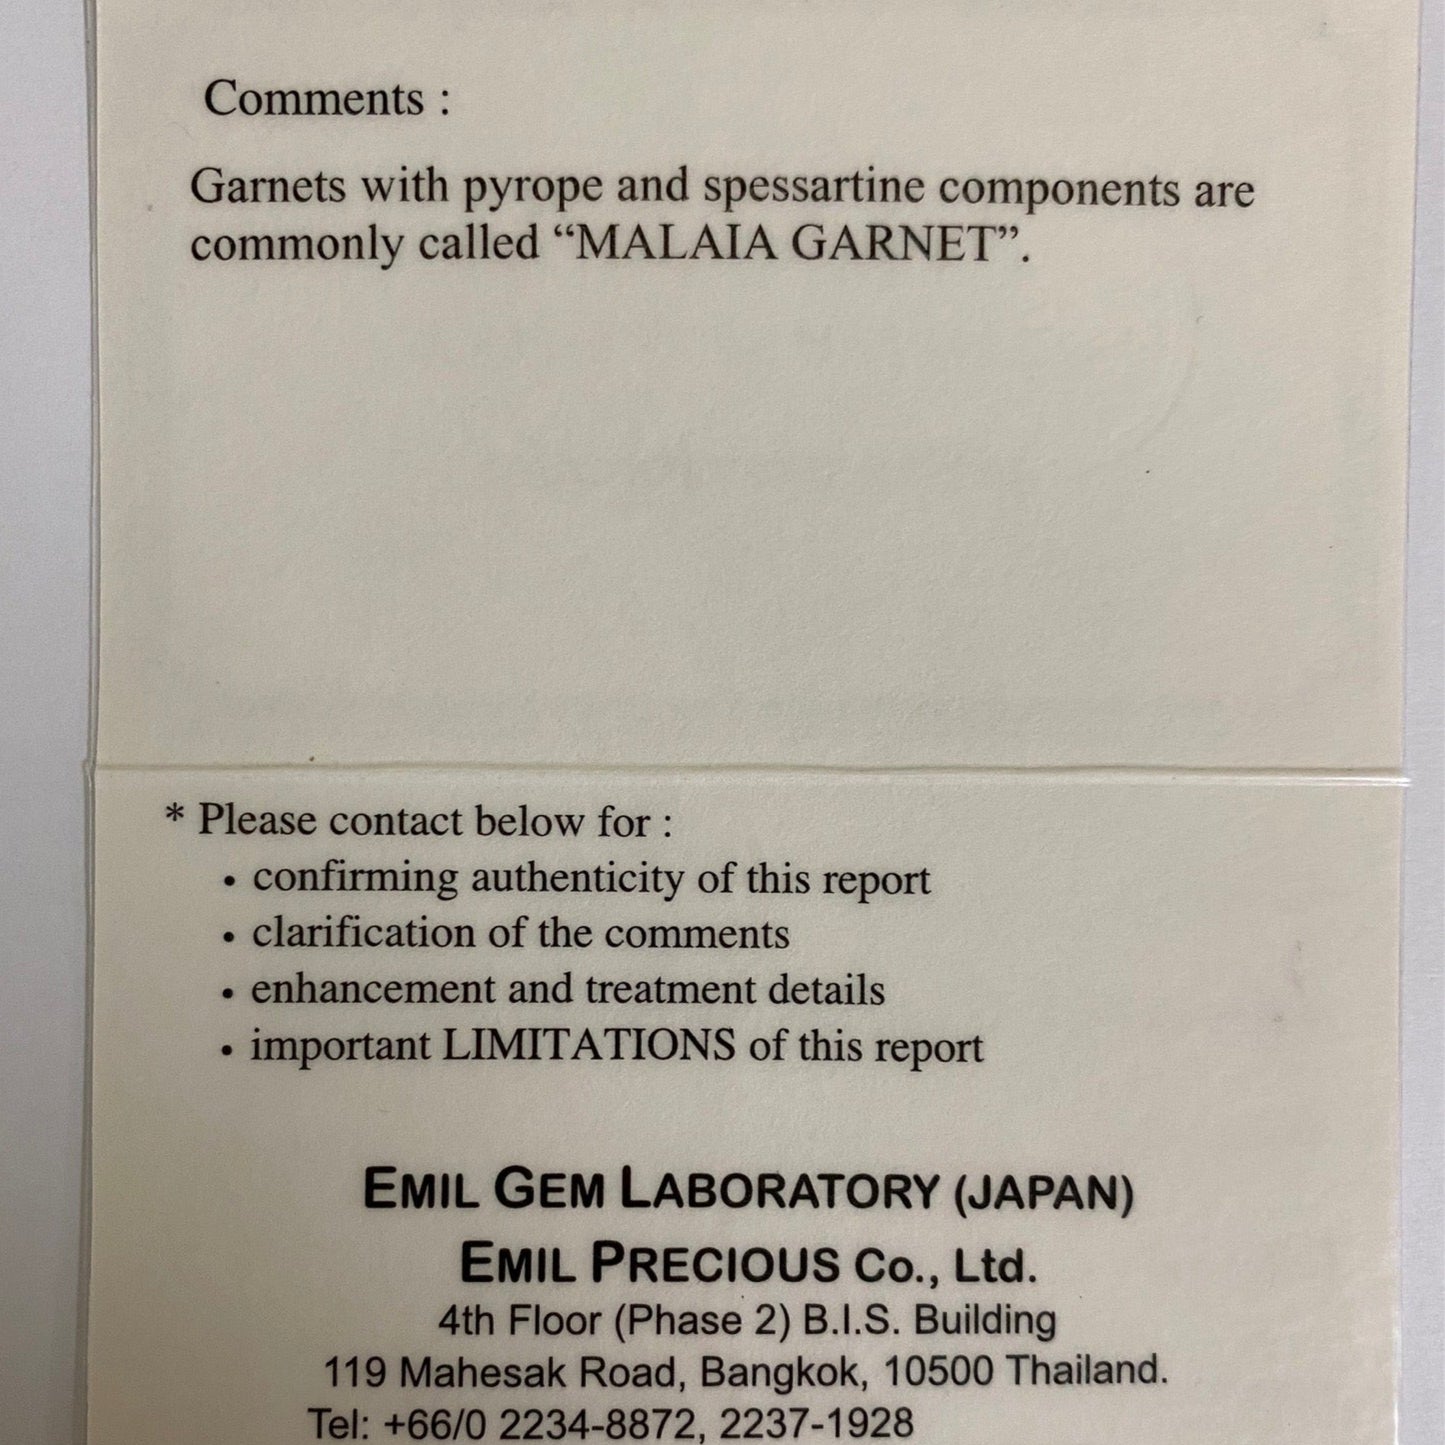 Comments :
Garnets with pyrope and spessartine components are
commonly called “MALAIA GARNET”.
* Please contact below for :
• confirming authenticity of this report
• clarification of the comments
• enhancement and treatment details
• important LIMITATIONS of this report
EMIL GEM LABORATORY (JAPAN)
EMIL PRECIOUS Co., Ltd.
4th Floor (Phase 2) B.I.S. Building
119 Mahesak Road, Bangkok, 10500 Thailand.
Tel: +66/0 2234-8872, 2237-1928